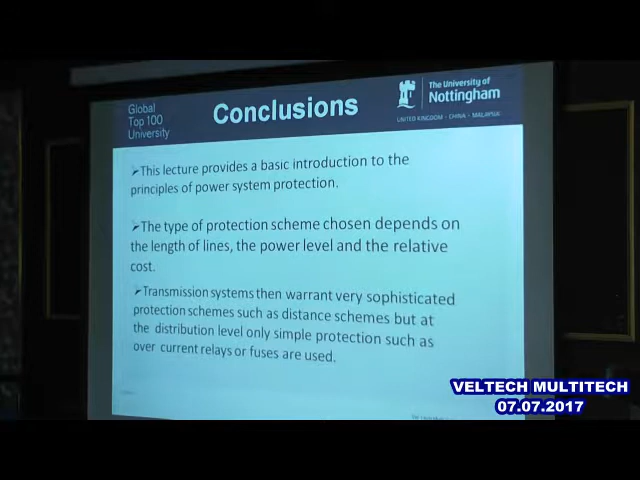 Global
Top 100
University
Conclusions
The University of
Nottingham
UNITED KINGDOM · CHINA · MALAYSIA
➢This lecture provides a basic introduction to the
principles of power system protection.
➢The type of protection scheme chosen depends on
the length of lines, the power level and the relative
cost.
➢Transmission systems then warrant very sophisticated
protection schemes such as distance schemes but at
the distribution level only simple protection such as
over current relays or fuses are used.
VELTECH MULTITECH
07.07.2017